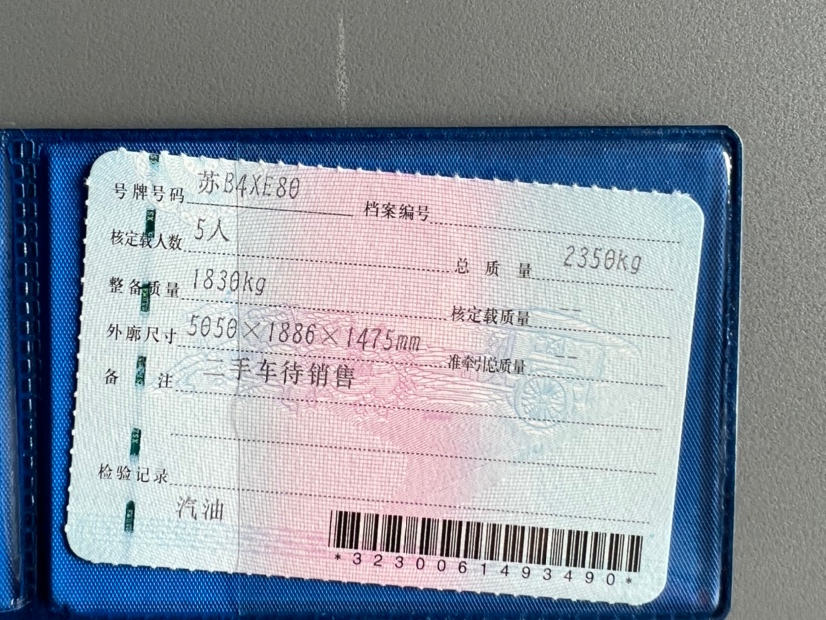 号牌号码 苏B4XE80 档案编号
核定载人数 5人 总质量 2350kg
整备质量 1830kg 核定载质量 --
外廓尺寸 5050×1886×1475mm 准牵引总质量 --
备注 二手车待销售
检验记录
汽油
*3230061493490*